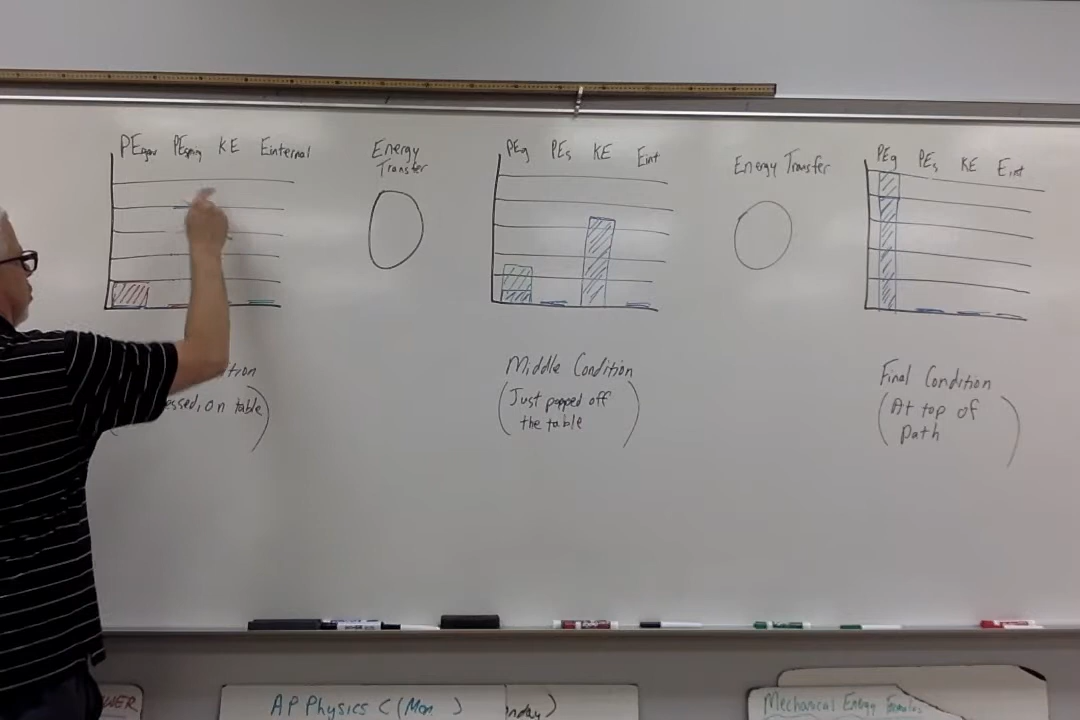 PEgrav PEspring KE Einternal
Energy
Transfer
PEg PEs KE Eint
Energy Transfer
PEg PEs KE Eint
on table
Middle Condition
(Just popped off
the table)
Final Condition
(At top of
Path)
AP Physics C (Mon )
nday)
Mechanical Energy Formulas